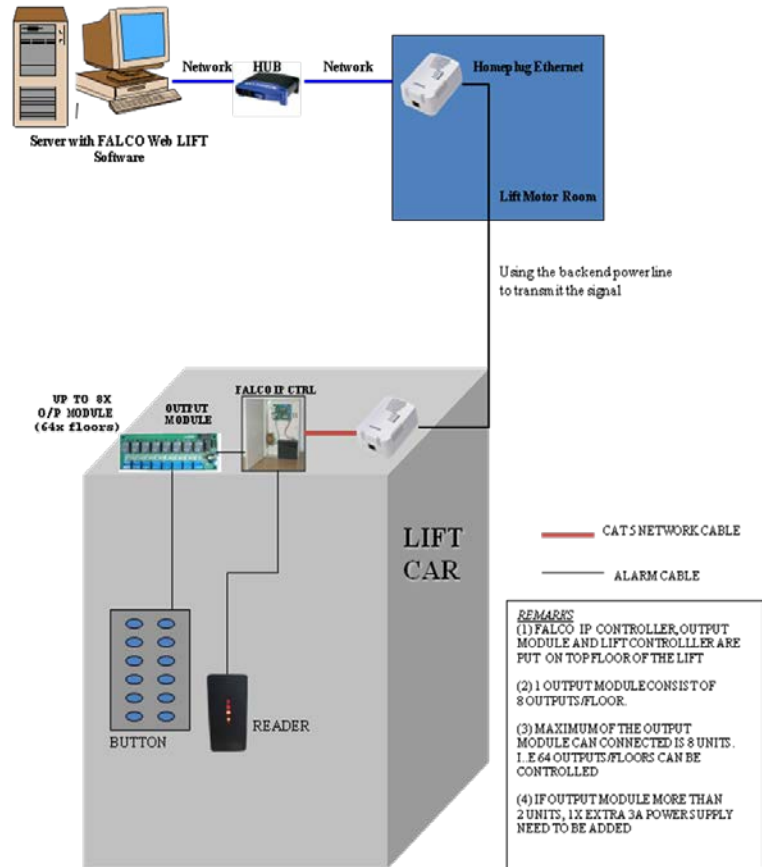 Network
HUB
Network
Homeplug Ethernet
Server with FALCO Web LIFT
Software
Lift Motor Room
Using the backend power line
to transmit the signal
UP TO 8X
O/P MODULE
(64x floors)
OUTPUT
MODULE
FALCO IP CTRL
LIFT
CAR
CAT 5 NETWORK CABLE
ALARM CABLE
BUTTON
READER
REMARKS
(1) FALCO IP CONTROLLER, OUTPUT
MODULE AND LIFT CONTROLLLER ARE
PUT ON TOP FLOOR OF THE LIFT
(2) 1 OUTPUT MODULE CONSIST OF
8 OUTPUTS/FLOOR.
(3) MAXIMUM OF THE OUTPUT
MODULE CAN CONNECTED IS 8 UNITS.
I..E 64 OUTPUTS/FLOORS CAN BE
CONTROLLED
(4) IF OUTPUT MODULE MORE THAN
2 UNITS, 1X EXTRA 3A POWER SUPPLY
NEED TO BE ADDED